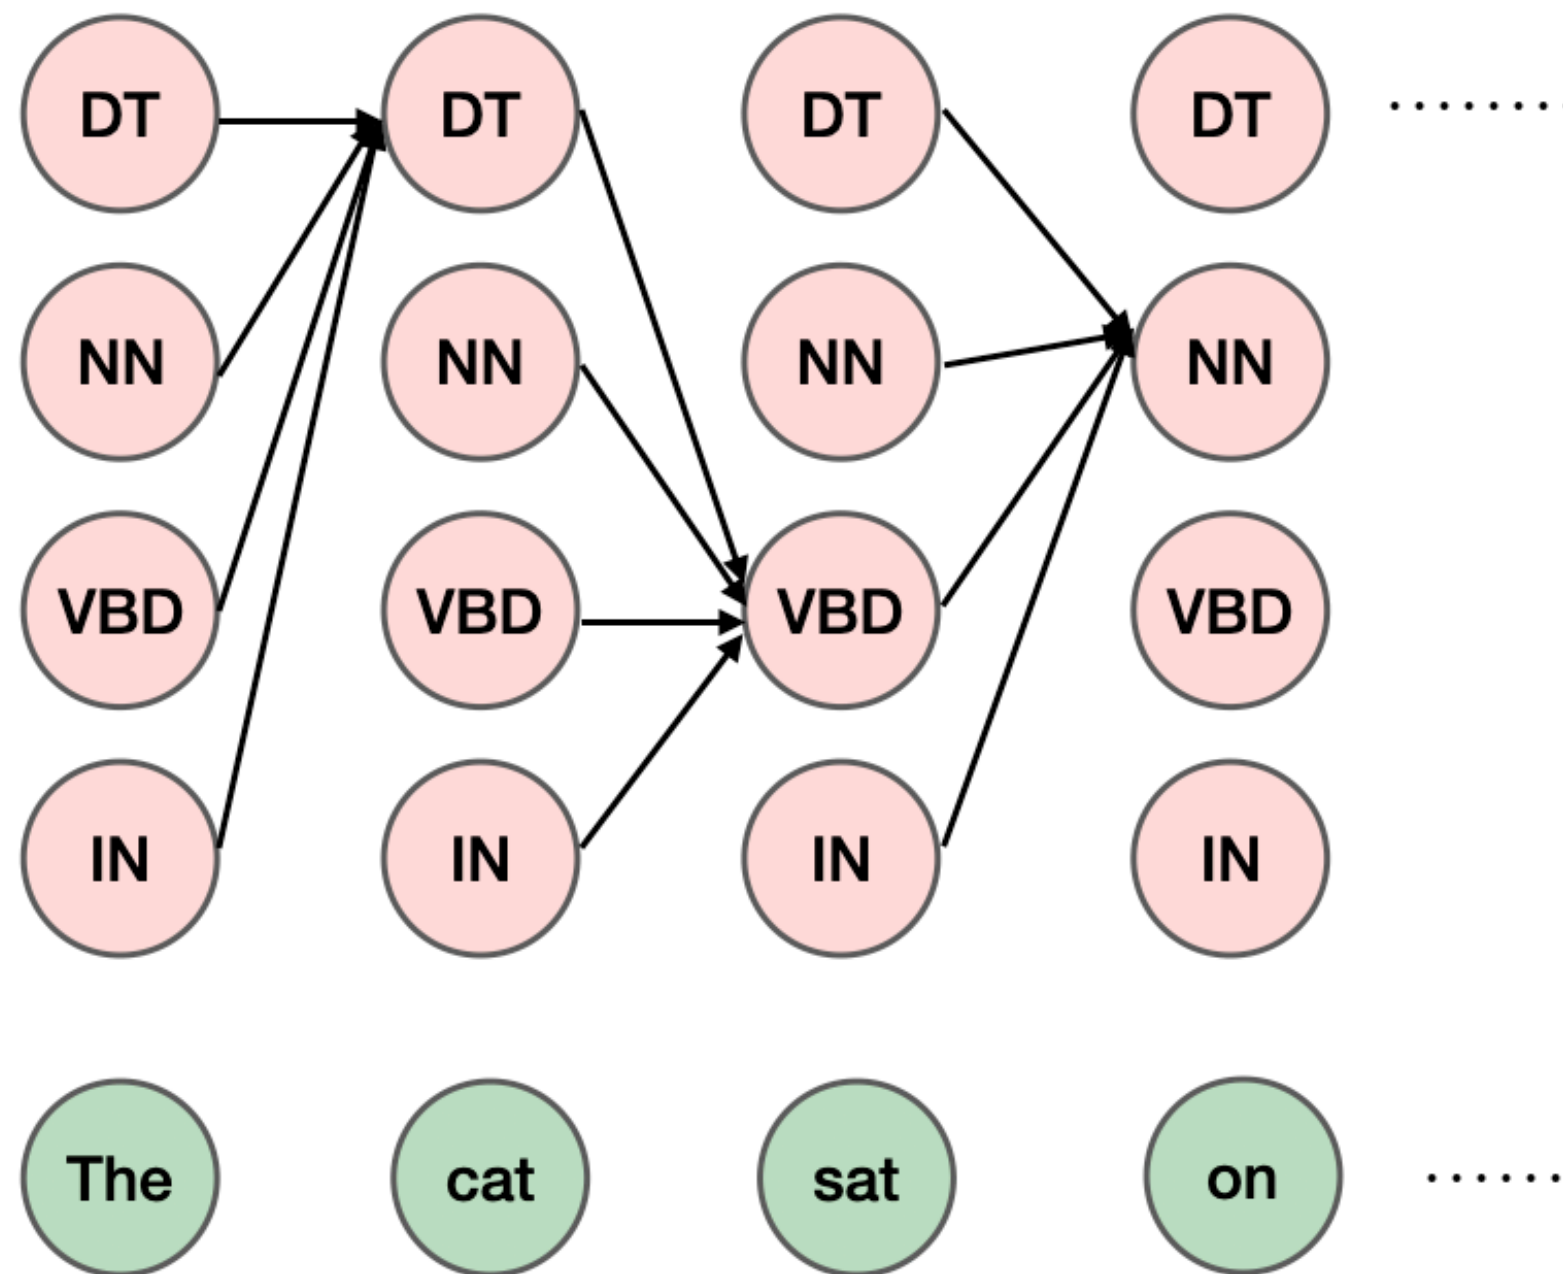 DT DT DT DT ........
NN NN NN NN
VBD VBD VBD VBD
IN IN IN IN
The cat sat on ......